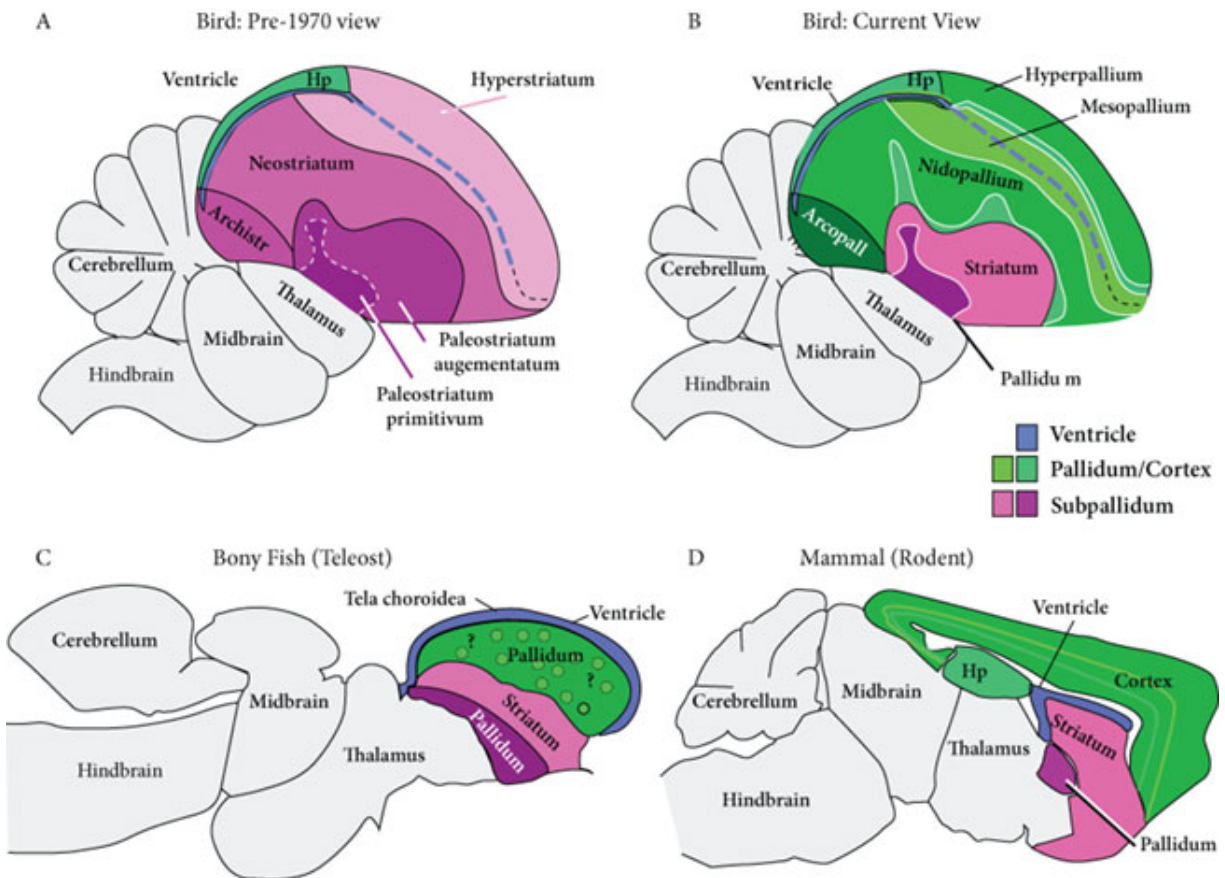 A
Bird: Pre-1970 view
Ventricle
Hp
Hyperstriatum
Neostriatum
Archistr
Cerebrellum
Thalamus
Midbrain
Hindbrain
Paleostriatum
augementatum
Paleostriatum
primitivum
B
Bird: Current View
Ventricle
Hp
Hyperpallium
Mesopallium
Nidopallium
Arcopall
Cerebrellum
Striatum
Thalamus
Midbrain
Hindbrain
Pallidu m
Ventricle
Pallidum/Cortex
Subpallidum
C
Bony Fish (Teleost)
Tela choroidea
Ventricle
Cerebrellum
?
Pallidum
?
Midbrain
Striatum
Pallidum
Thalamus
Hindbrain
D
Mammal (Rodent)
Ventricle
Hp
Cortex
Cerebrellum
Midbrain
Striatum
Thalamus
Hindbrain
Pallidum